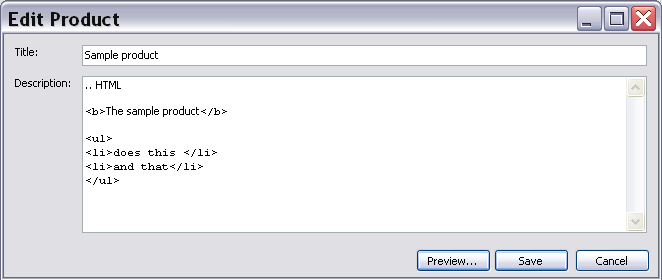 Edit Product
Title:
Sample product
Description:
.. HTML
<b>The sample product</b>
<ul>
<li>does this </li>
<li>and that</li>
</ul>
Preview...
Save
Cancel